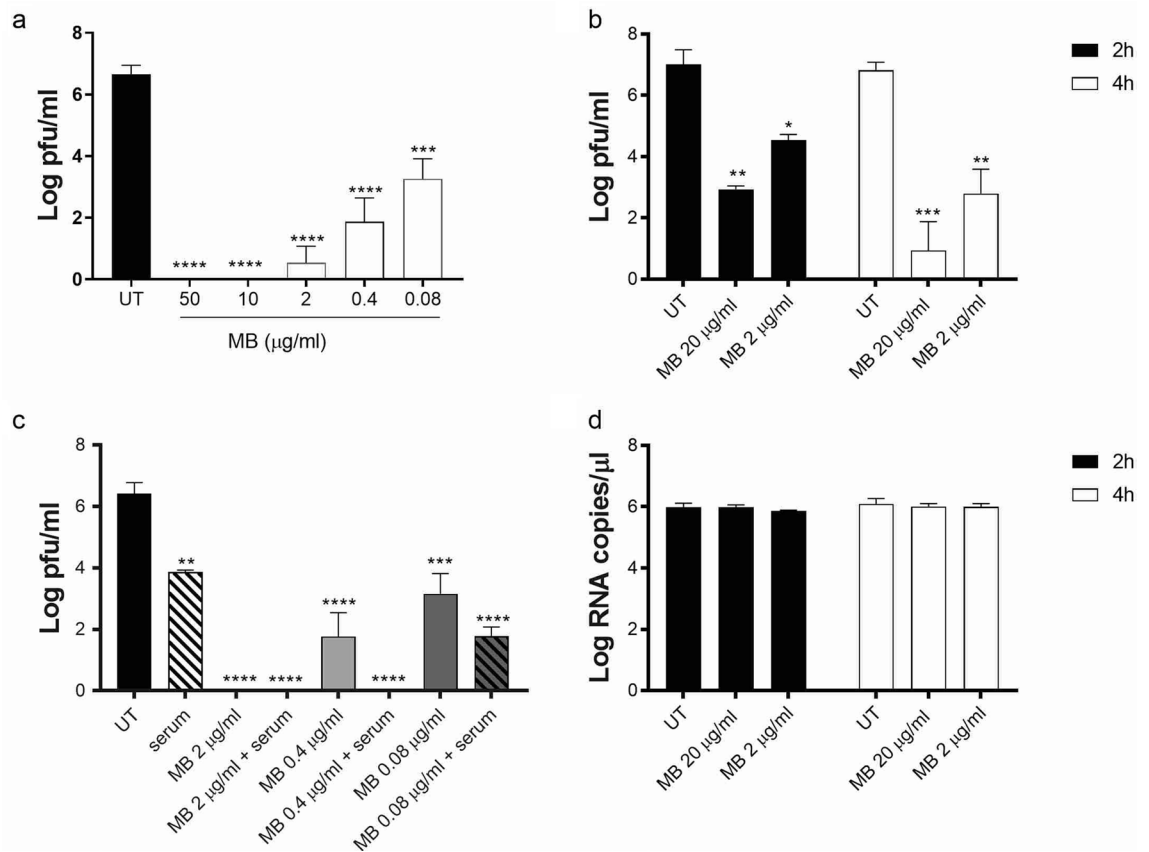 a
Log pfu/ml
8
6
4
2
0
****
****
****
****
***
UT
50
10
2
0.4
0.08
MB (µg/ml)
b
Log pfu/ml
8
6
4
2
0
**
*
***
**
UT
MB 20 µg/ml
MB 2 µg/ml
UT
MB 20 µg/ml
MB 2 µg/ml
2h
4h
c
Log pfu/ml
8
6
4
2
0
**
****
****
****
****
***
****
UT
serum
MB 2 µg/ml
MB 2 µg/ml + serum
MB 0.4 µg/ml
MB 0.4 µg/ml + serum
MB 0.08 µg/ml
MB 0.08 µg/ml + serum
d
Log RNA copies/µl
8
6
4
2
0
UT
MB 20 µg/ml
MB 2 µg/ml
UT
MB 20 µg/ml
MB 2 µg/ml
2h
4h